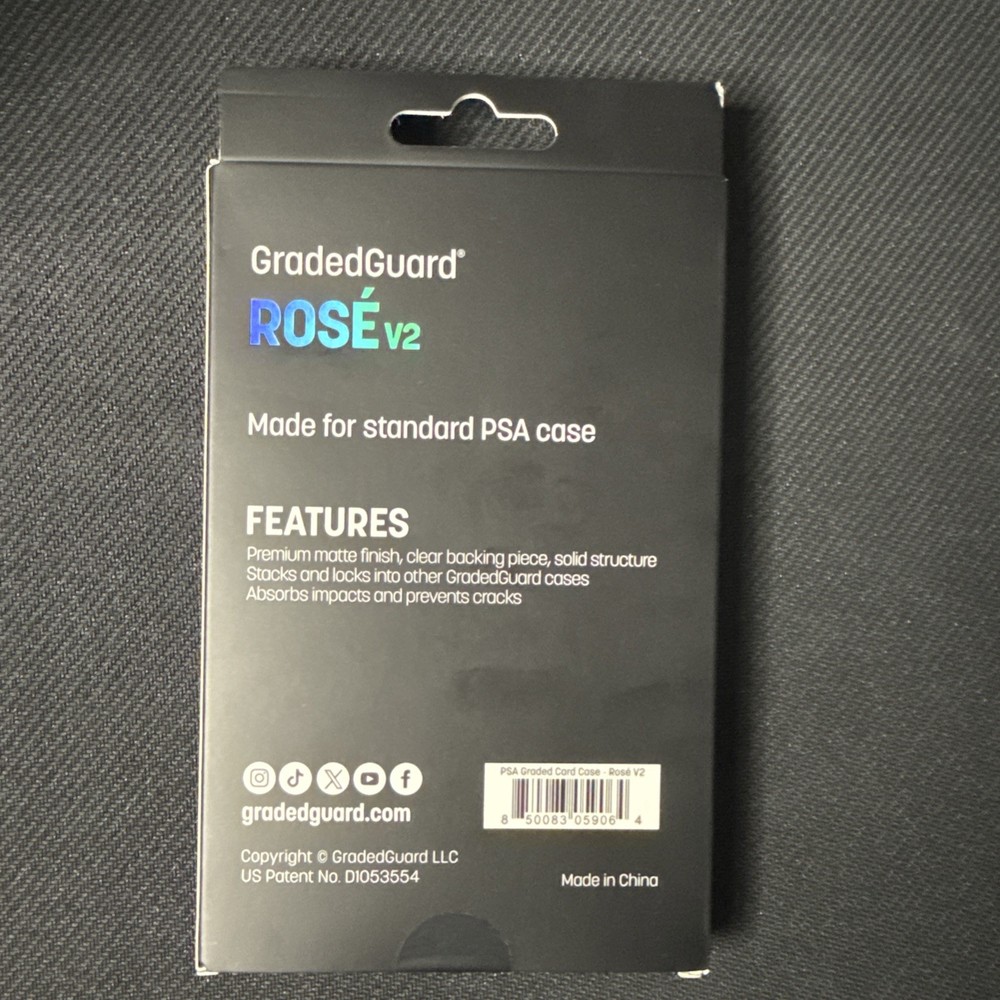 GradedGuard®
ROSÉ V2
Made for standard PSA case
FEATURES
Premium matte finish, clear backing piece, solid structure
Stacks and locks into other GradedGuard cases
Absorbs impacts and prevents cracks
gradedguard.com
PSA Graded Card Case - Rosé V2
8 50083 05906 4
Copyright © GradedGuard LLC
US Patent No. D1053554
Made in China